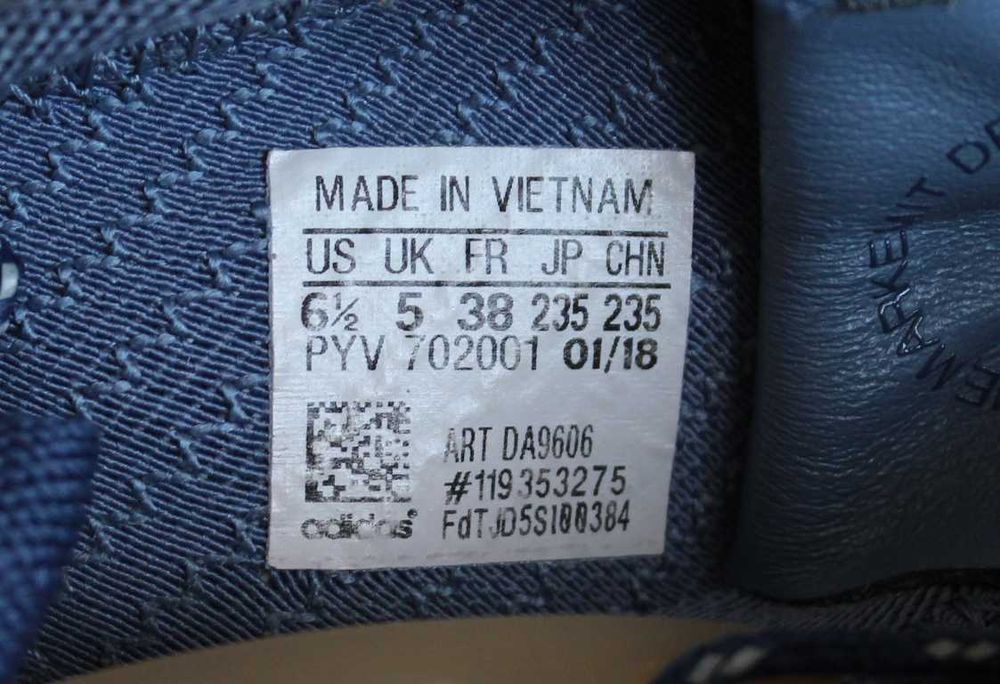 MADE IN VIETNAM
US UK FR JP CHN
6½ 5 38 235 235
PYV 702001 01/18
ART DA9606
#119353275
adidas